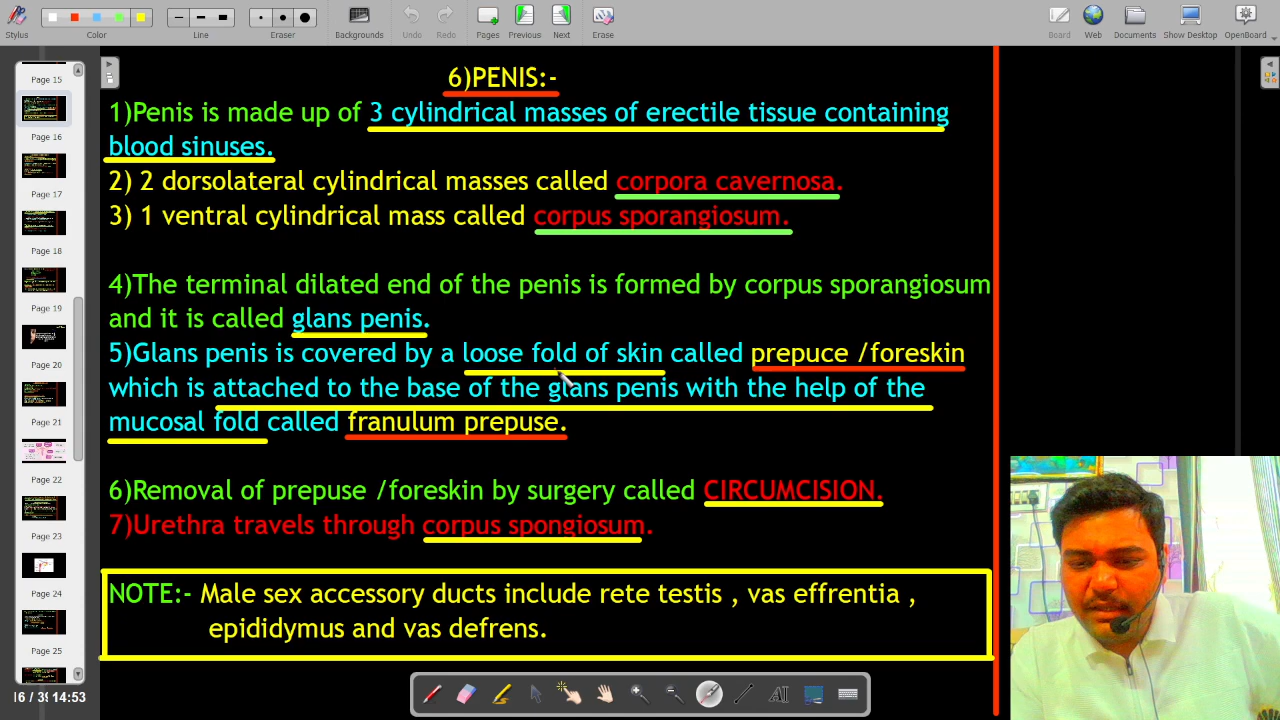 Stylus Color Line Eraser Backgrounds Undo Redo Pages Previous Next Erase Board Web Documents Show Desktop OpenBoard
Page 15
Page 16
Page 17
Page 18
Page 19
Page 20
Page 21
Page 22
Page 23
Page 24
Page 25
6)PENIS:-
1)Penis is made up of 3 cylindrical masses of erectile tissue containing
blood sinuses.
2) 2 dorsolateral cylindrical masses called corpora cavernosa.
3) 1 ventral cylindrical mass called corpus sporangiosum.
4)The terminal dilated end of the penis is formed by corpus sporangiosum
and it is called glans penis.
5)Glans penis is covered by a loose fold of skin called prepuce /foreskin
which is attached to the base of the glans penis with the help of the
mucosal fold called franulum prepuse.
6)Removal of prepuse /foreskin by surgery called CIRCUMCISION.
7)Urethra travels through corpus spongiosum.
NOTE:- Male sex accessory ducts include rete testis , vas effrentia ,
epididymus and vas defrens.
14:53
AI